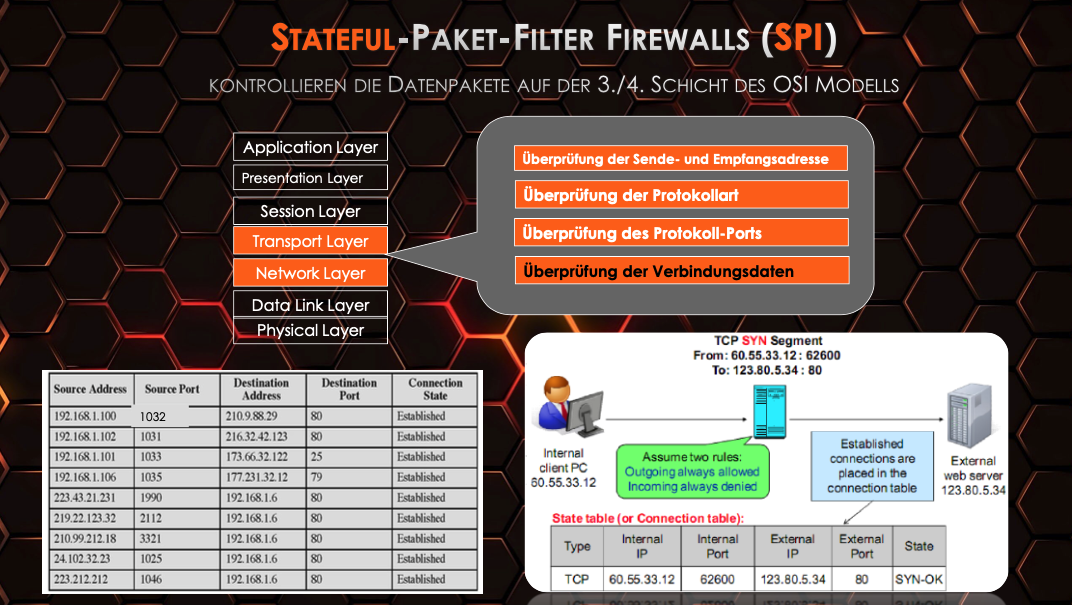 STATEFUL-PAKET-FILTER FIREWALLS (SPI)
KONTROLLIEREN DIE DATENPAKETE AUF DER 3./4. SCHICHT DES OSI MODELLS
Application Layer
Presentation Layer
Session Layer
Transport Layer
Network Layer
Data Link Layer
Physical Layer
Überprüfung der Sende- und Empfangsadresse
Überprüfung der Protokollart
Überprüfung des Protokoll-Ports
Überprüfung der Verbindungsdaten
Source Address Source Port Destination Address Destination Port Connection State
192.168.1.100 1032 210.9.88.29 80 Established
192.168.1.102 1031 216.32.42.123 80 Established
192.168.1.101 1033 173.66.32.122 25 Established
192.168.1.106 1035 177.231.32.12 79 Established
223.43.21.231 1990 192.168.1.6 80 Established
219.22.123.32 2112 192.168.1.6 80 Established
210.99.212.18 3321 192.168.1.6 80 Established
24.102.32.23 1025 192.168.1.6 80 Established
223.212.212 1046 192.168.1.6 80 Established
TCP SYN Segment
From: 60.55.33.12 : 62600
To: 123.80.5.34 : 80
Internal
client PC
60.55.33.12
Assume two rules:
Outgoing always allowed
Incoming always denied
Established
connections are
placed in the
connection table
External
web server
123.80.5.34
State table (or Connection table):
Type Internal IP Internal Port External IP External Port State
TCP 60.55.33.12 62600 123.80.5.34 80 SYN-OK